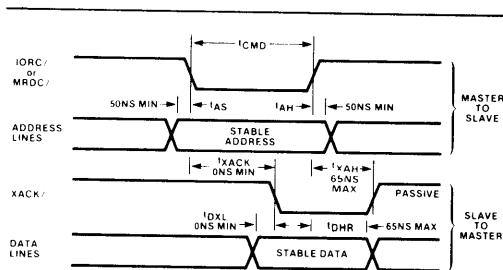 tCMD
IORC/
or
MRDC/
50NS MIN
tAS
tAH
50NS MIN
MASTER
TO
SLAVE
ADDRESS
LINES
STABLE
ADDRESS
tXACK
0NS MIN
tXAH
65NS
MAX
XACK/
PASSIVE
SLAVE
TO
MASTER
tDXL
0NS MIN
tDHR
65NS MAX
DATA
LINES
STABLE DATA